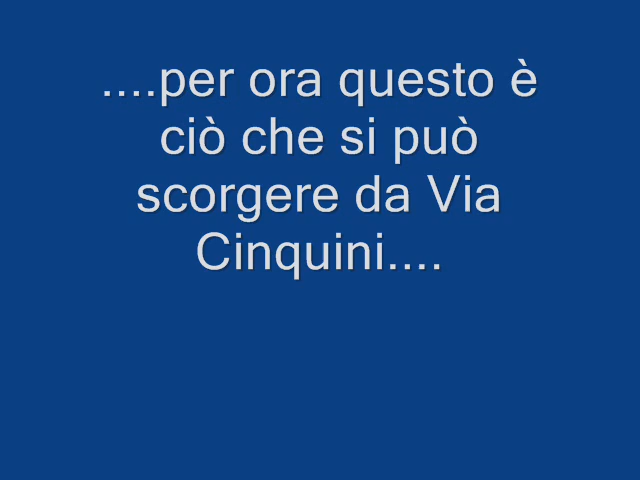 ....per ora questo è
ciò che si può
scorgere da Via
Cinquini....